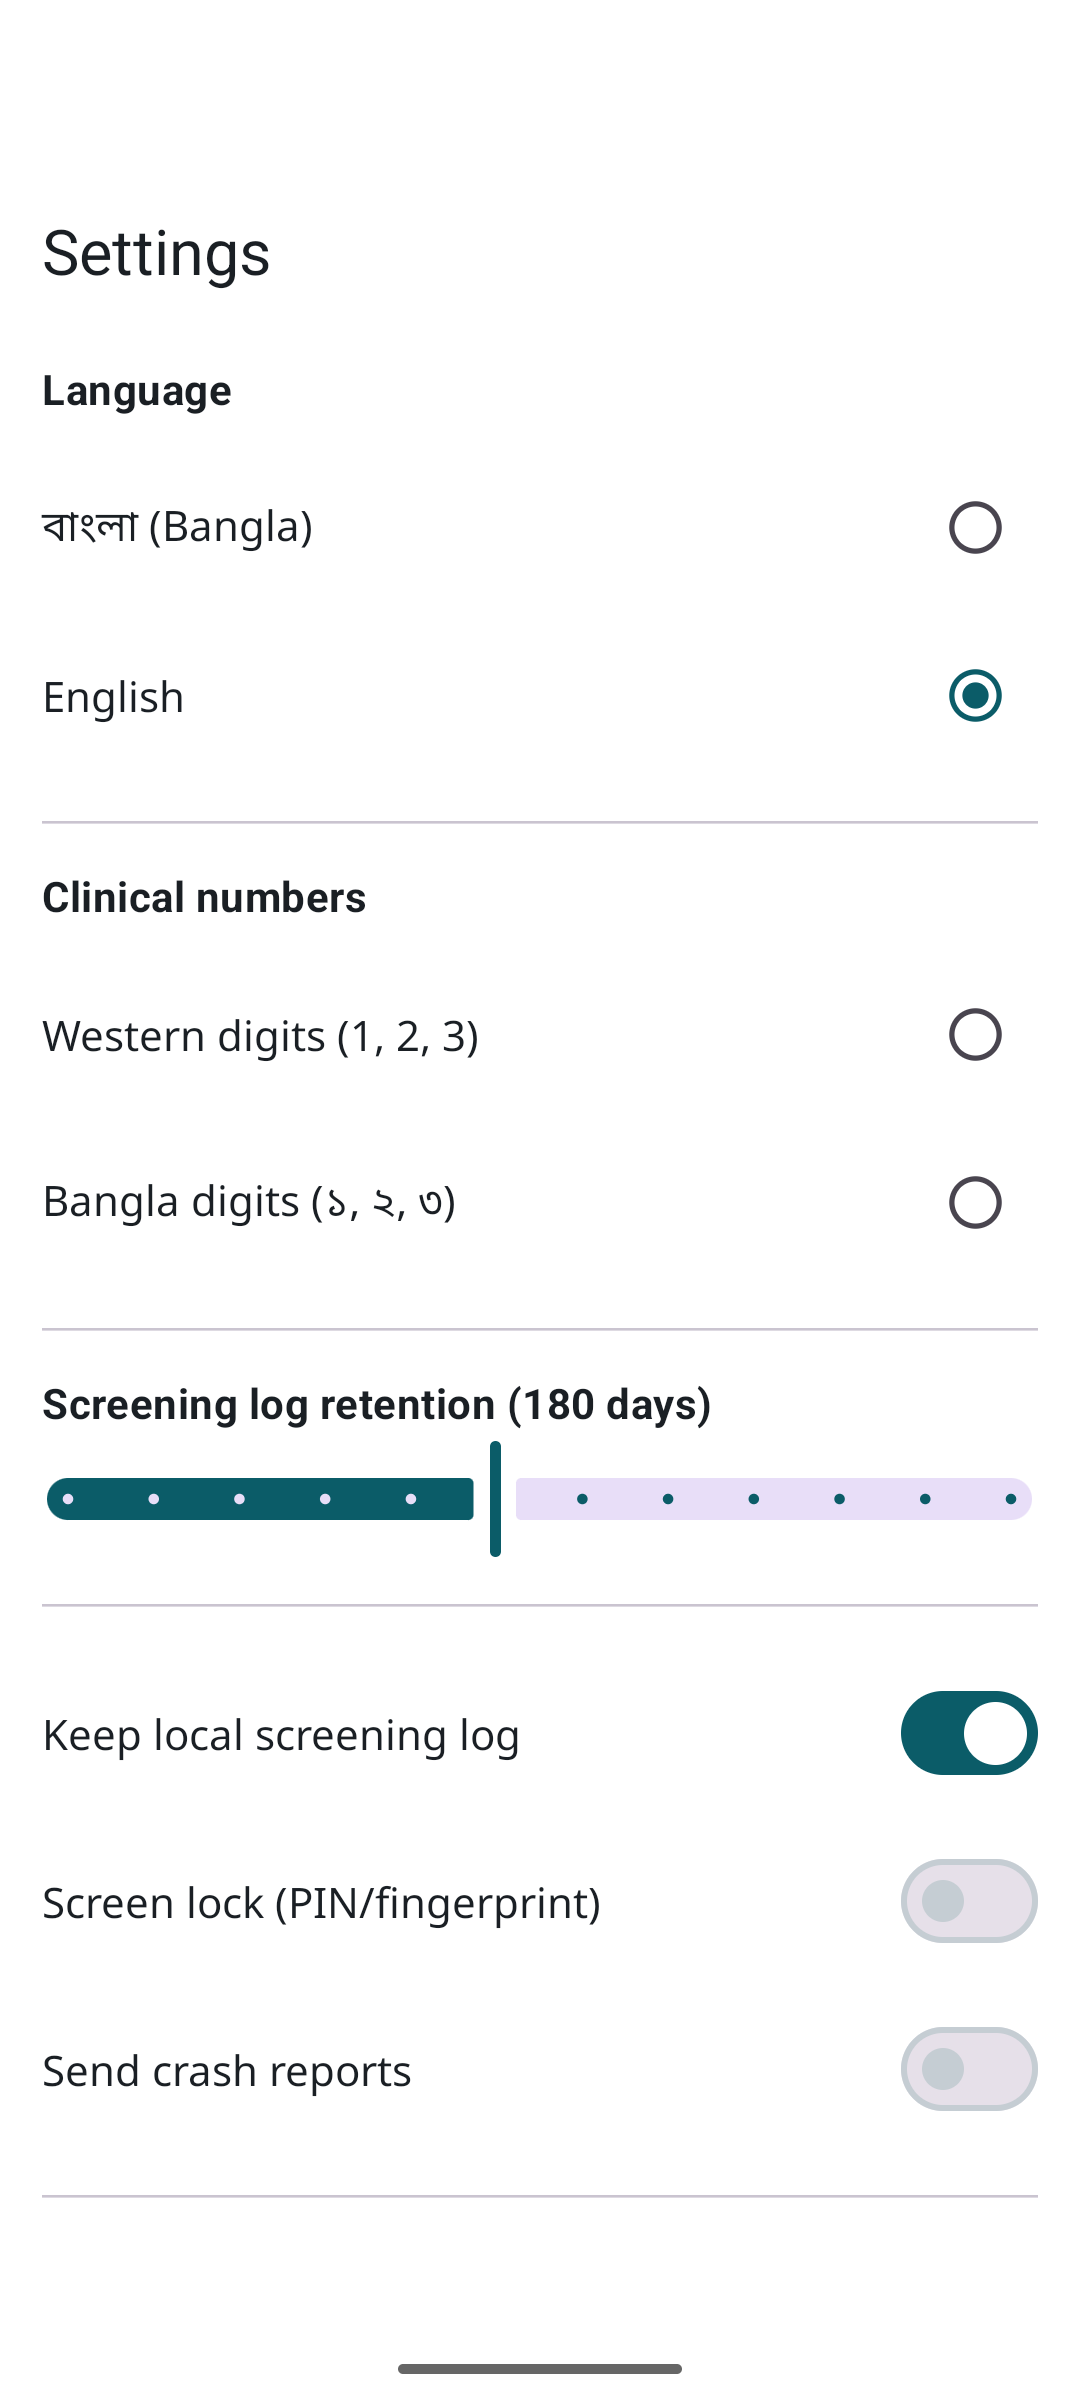 Settings
Language
বাংলা (Bangla)
English
Clinical numbers
Western digits (1, 2, 3)
Bangla digits (১, ২, ৩)
Screening log retention (180 days)
Keep local screening log
Screen lock (PIN/fingerprint)
Send crash reports